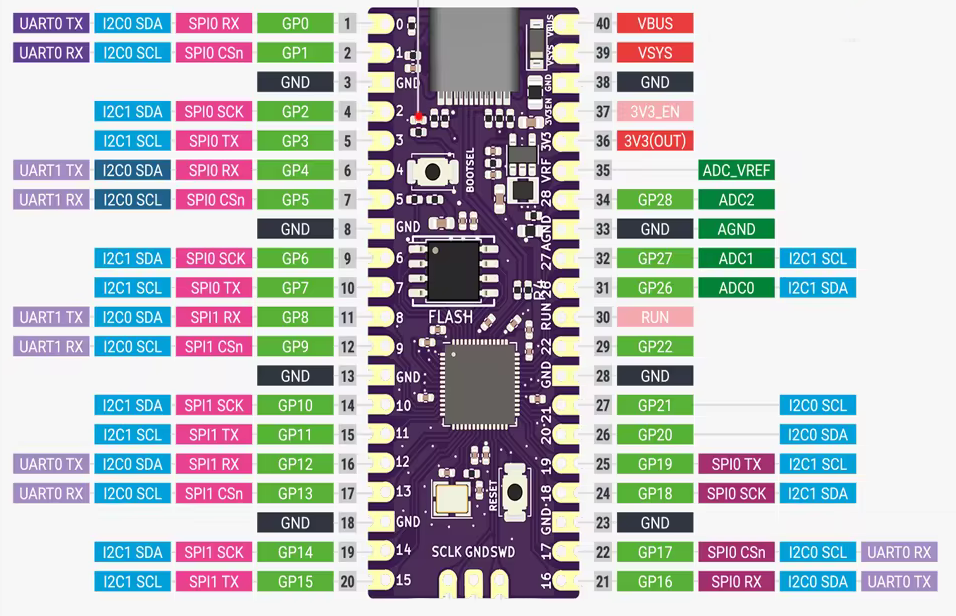 UART0 TX I2C0 SDA SPI0 RX GP0 1 0 VBUS 40 VBUS
UART0 RX I2C0 SCL SPI0 CSn GP1 2 1 VSYS 39 VSYS
GND 3 GND GND 38 GND
I2C1 SDA SPI0 SCK GP2 4 2 3V3EN 37 3V3_EN
I2C1 SCL SPI0 TX GP3 5 3 3V3 36 3V3(OUT)
UART1 TX I2C0 SDA SPI0 RX GP4 6 4 BOOTSEL VRF 35 ADC_VREF
UART1 RX I2C0 SCL SPI0 CSn GP5 7 5 28 34 GP28 ADC2
GND 8 GND AGND 33 GND AGND
I2C1 SDA SPI0 SCK GP6 9 6 27 32 GP27 ADC1 I2C1 SCL
I2C1 SCL SPI0 TX GP7 10 7 26 31 GP26 ADC0 I2C1 SDA
UART1 TX I2C0 SDA SPI1 RX GP8 11 8 FLASH RUN 30 RUN
UART1 RX I2C0 SCL SPI1 CSn GP9 12 9 22 29 GP22
GND 13 GND GND 28 GND
I2C1 SDA SPI1 SCK GP10 14 10 21 27 GP21 I2C0 SCL
I2C1 SCL SPI1 TX GP11 15 11 20 26 GP20 I2C0 SDA
UART0 TX I2C0 SDA SPI1 RX GP12 16 12 19 25 GP19 SPI0 TX I2C1 SCL
UART0 RX I2C0 SCL SPI1 CSn GP13 17 13 RESET 18 24 GP18 SPI0 SCK I2C1 SDA
GND 18 GND GND 23 GND
I2C1 SDA SPI1 SCK GP14 19 14 SCLK GND SWD 17 22 GP17 SPI0 CSn I2C0 SCL UART0 RX
I2C1 SCL SPI1 TX GP15 20 15 16 21 GP16 SPI0 RX I2C0 SDA UART0 TX